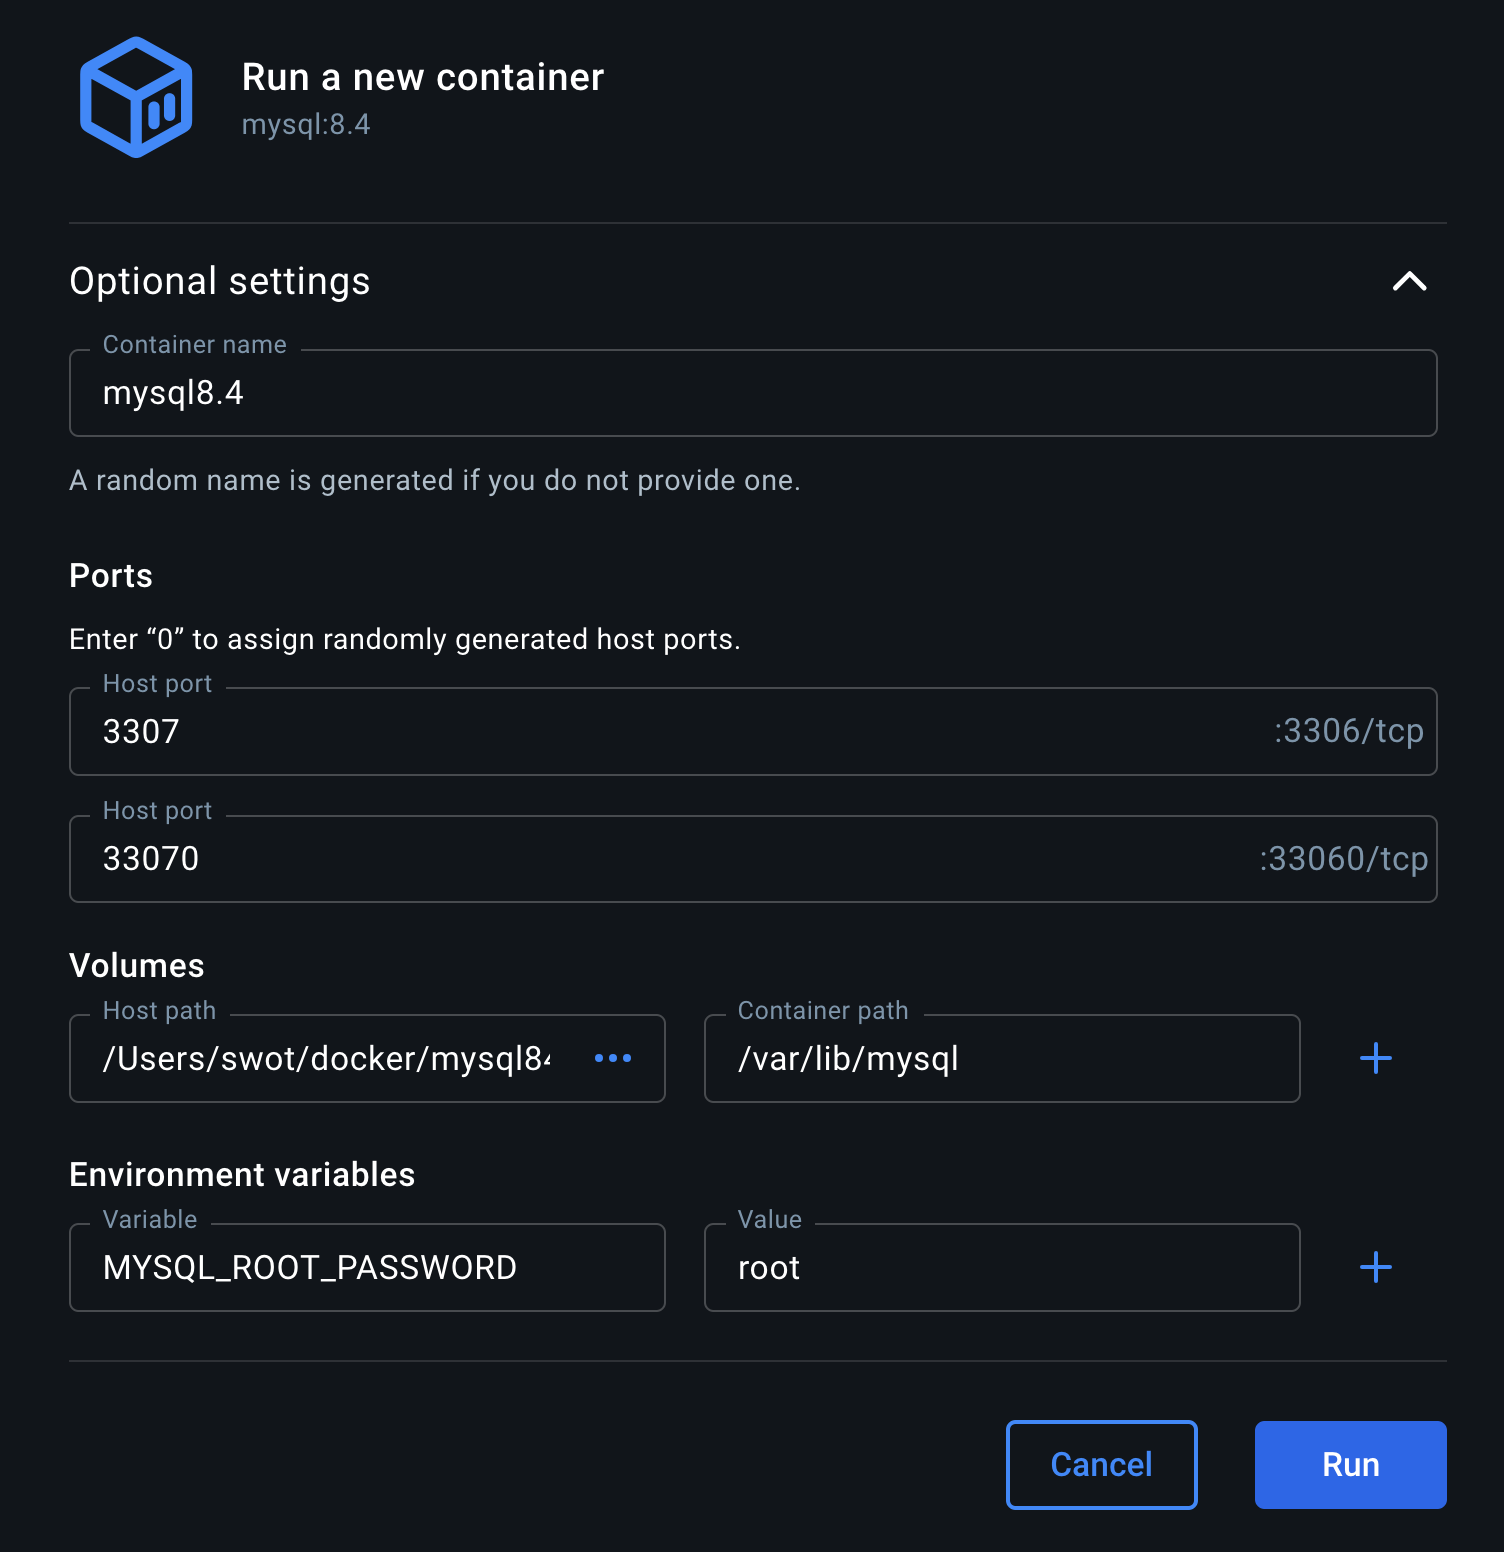 Run a new container
mysql:8.4
Optional settings
Container name
mysql8.4
A random name is generated if you do not provide one.
Ports
Enter “0” to assign randomly generated host ports.
Host port
3307 :3306/tcp
Host port
33070 :33060/tcp
Volumes
Host path Container path
/Users/swot/docker/mysql84 /var/lib/mysql
Environment variables
Variable Value
MYSQL_ROOT_PASSWORD root
Cancel Run